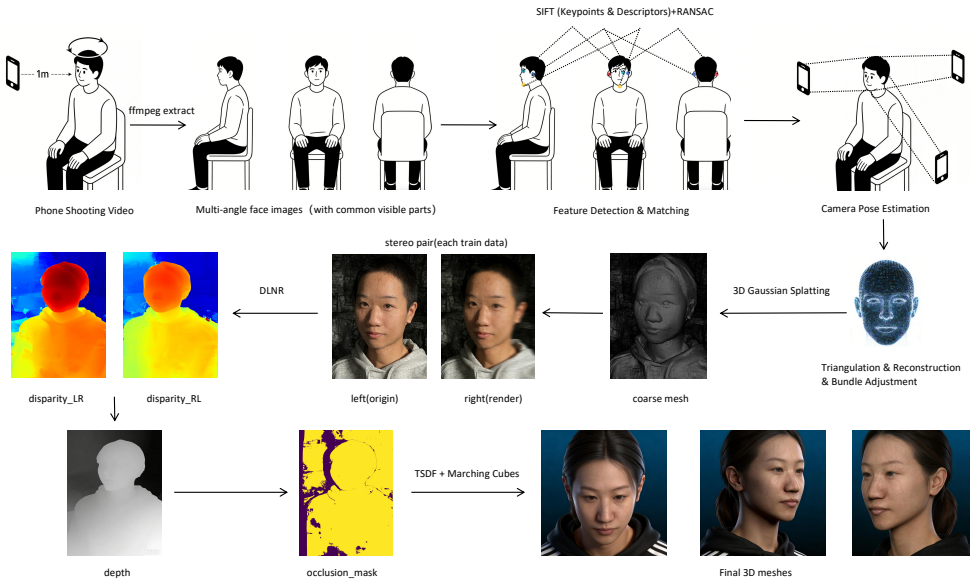 SIFT (Keypoints & Descriptors)+RANSAC
1m
ffmpeg extract
Phone Shooting Video
Multi-angle face images（with common visible parts）
Feature Detection & Matching
Camera Pose Estimation
stereo pair(each train data)
DLNR
3D Gaussian Splatting
Triangulation & Reconstruction
& Bundle Adjustment
disparity_LR
disparity_RL
left(origin)
right(render)
coarse mesh
TSDF + Marching Cubes
depth
occlusion_mask
Final 3D meshes